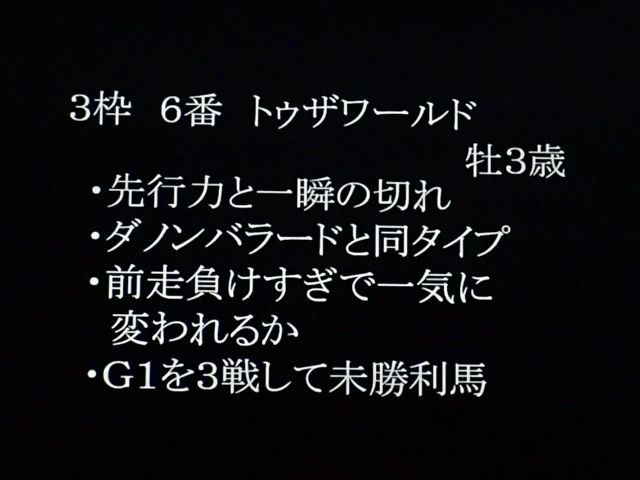 3枠 6番 トゥザワールド
牡3歳
・先行力と一瞬の切れ
・ダノンバラードと同タイプ
・前走負けすぎで一気に
変われるか
・G1を3戦して未勝利馬